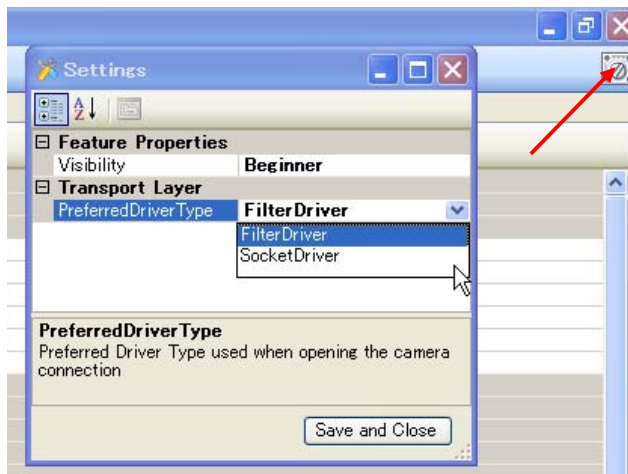 Settings
Feature Properties
Visibility Beginner
Transport Layer
PreferredDriverType FilterDriver
FilterDriver
SocketDriver
PreferredDriverType
Preferred Driver Type used when opening the camera
connection
Save and Close